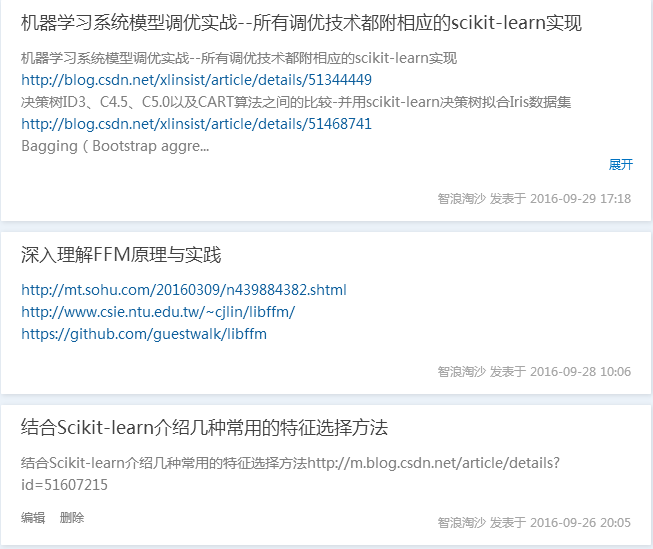 机器学习系统模型调优实战--所有调优技术都附相应的scikit-learn实现
机器学习系统模型调优实战--所有调优技术都附相应的scikit-learn实现
http://blog.csdn.net/xlinsist/article/details/51344449
决策树ID3、C4.5、C5.0以及CART算法之间的比较-并用scikit-learn决策树拟合Iris数据集
http://blog.csdn.net/xlinsist/article/details/51468741
Bagging ( Bootstrap aggre...
展开
智浪淘沙 发表于 2016-09-29 17:18
深入理解FFM原理与实践
http://mt.sohu.com/20160309/n439884382.shtml
http://www.csie.ntu.edu.tw/~cjlin/libffm/
https://github.com/guestwalk/libffm
智浪淘沙 发表于 2016-09-28 10:06
结合Scikit-learn介绍几种常用的特征选择方法
结合Scikit-learn介绍几种常用的特征选择方法http://m.blog.csdn.net/article/details?
id=51607215
编辑 删除
智浪淘沙 发表于 2016-09-26 20:05